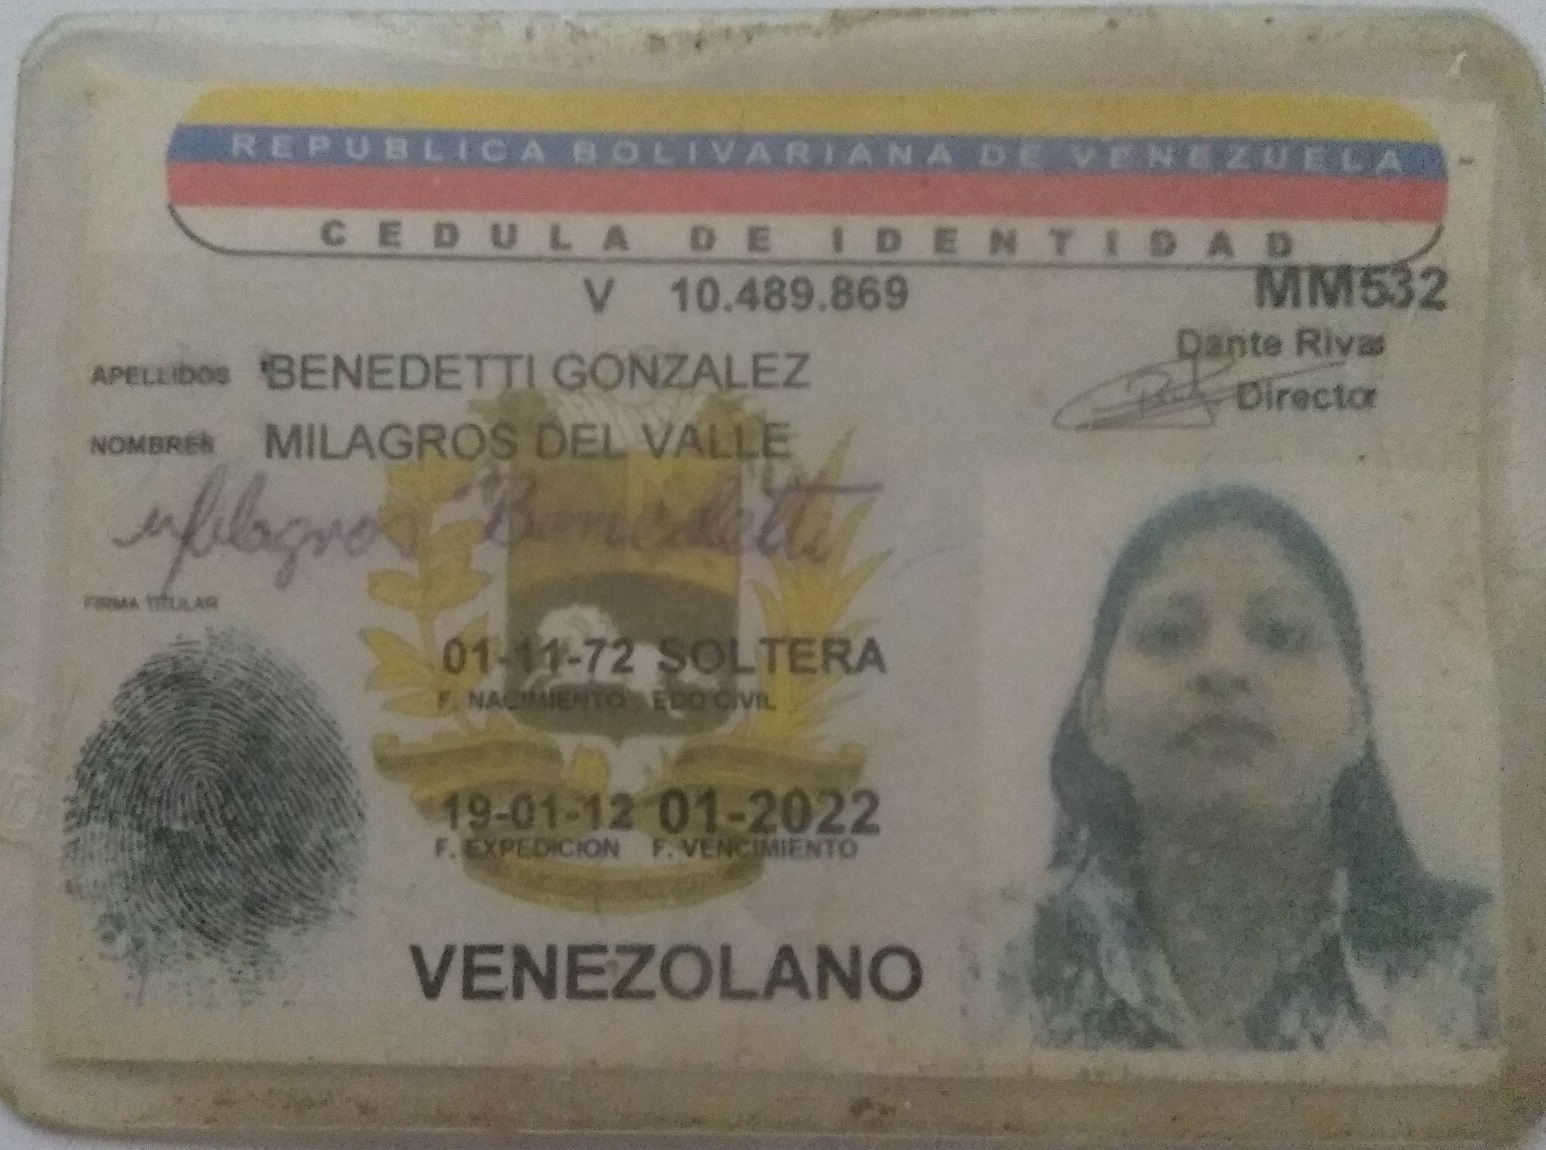 REPUBLICA BOLIVARIANA DE VENEZUELA
CEDULA DE IDENTIDAD
V 10.489.869
MM532
Dante Rivas
Director
APELLIDOS BENEDETTI GONZALEZ
NOMBRES MILAGROS DEL VALLE
Milagros Benedetti
FIRMA TITULAR
01-11-72 SOLTERA
F. NACIMIENTO EDO CIVIL
19-01-12 01-2022
F. EXPEDICION F. VENCIMIENTO
VENEZOLANO